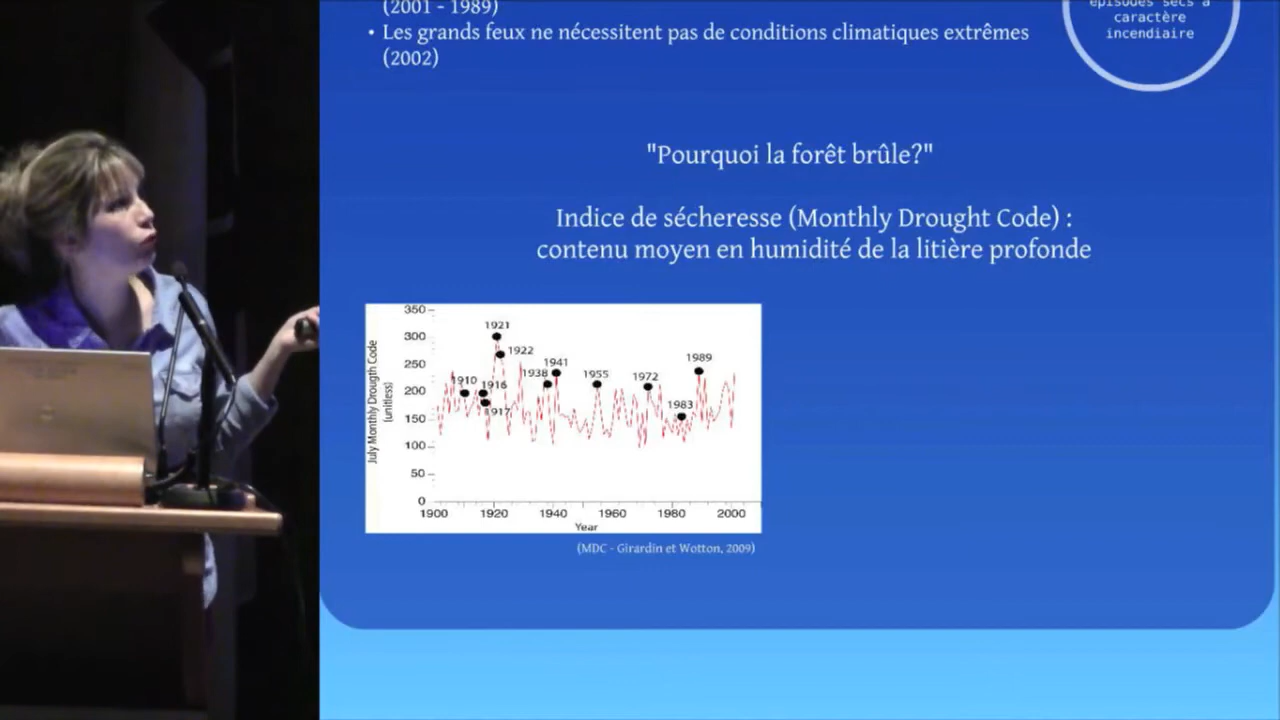 (2001 - 1989)
• Les grands feux ne nécessitent pas de conditions climatiques extrêmes
(2002)
épisodes secs à
caractère
incendiaire
"Pourquoi la forêt brûle?"
Indice de sécheresse (Monthly Drought Code) :
contenu moyen en humidité de la litière profonde
July Monthly Drougth Code
(unitless)
350
300
250
200
150
100
50
0
1921
1922
1910
1916
1917
1938
1941
1955
1972
1983
1989
1900 1920 1940 1960 1980 2000
Year
(MDC - Girardin et Wotton, 2009)